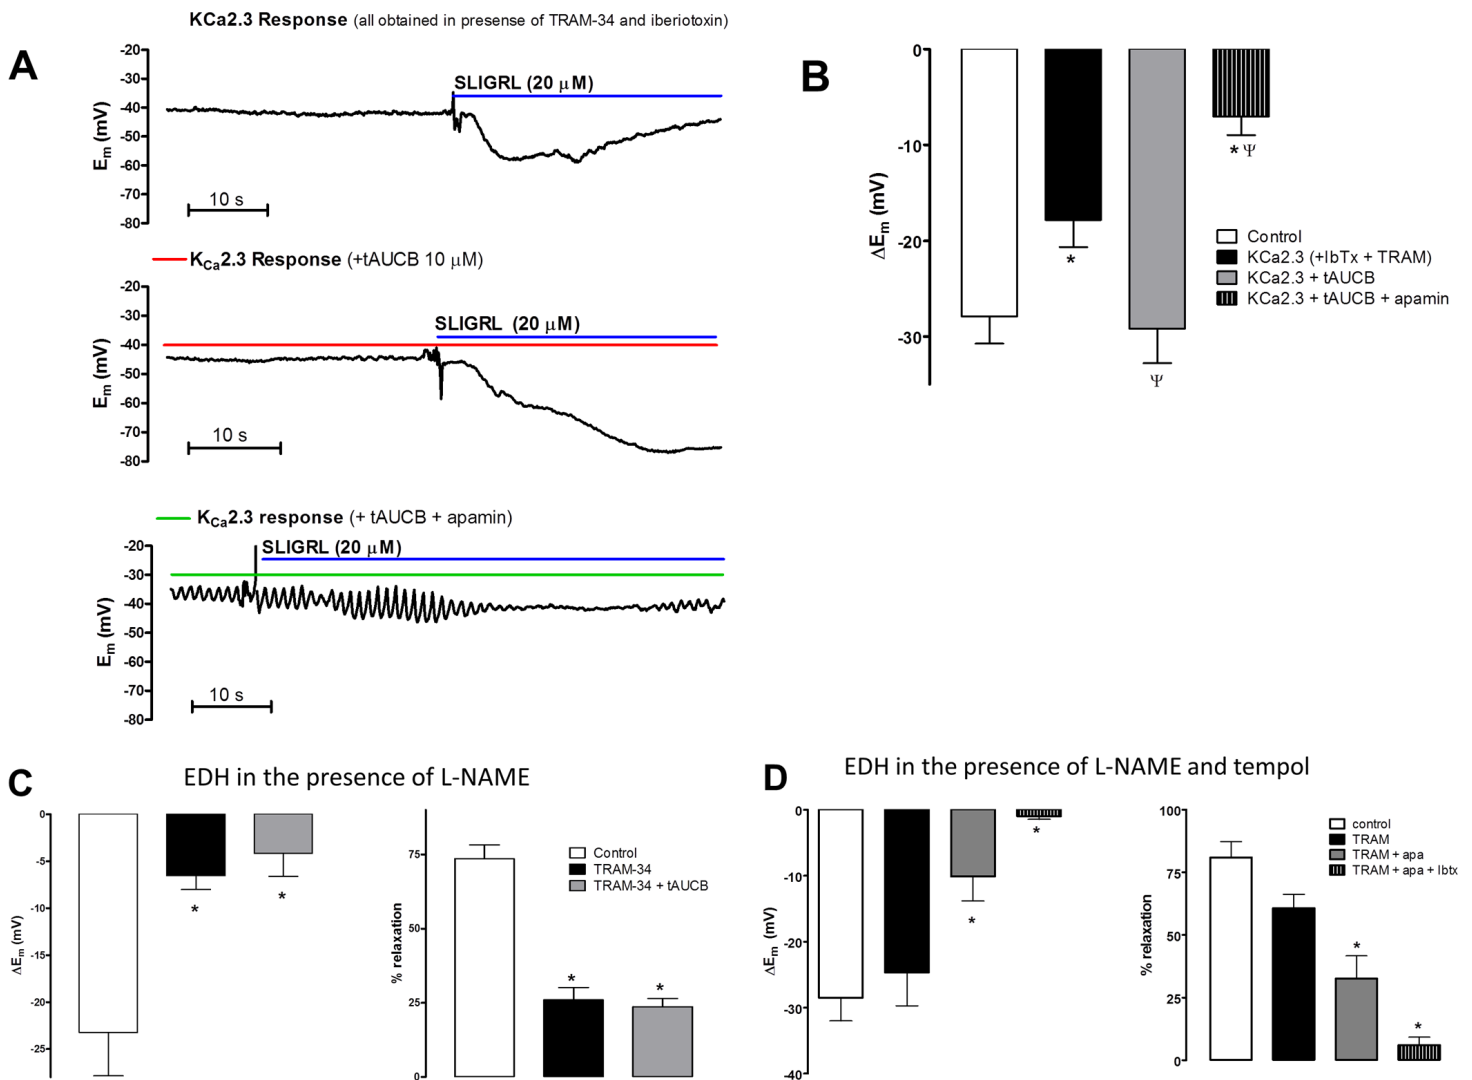 KCa2.3 Response (all obtained in presense of TRAM-34 and iberiotoxin)
A
-20
-30
-40
-50
-60
-70
-80
Em (mV)
SLIGRL (20 μM)
10 s
KCa2.3 Response (+tAUCB 10 μM)
-20
-30
-40
-50
-60
-70
-80
Em (mV)
SLIGRL (20 μM)
10 s
KCa2.3 response (+ tAUCB + apamin)
-20
-30
-40
-50
-60
-70
-80
Em (mV)
SLIGRL (20 μM)
10 s
B
0
-10
-20
-30
ΔEm (mV)
*
Ψ
* Ψ
Control
KCa2.3 (+IbTx + TRAM)
KCa2.3 + tAUCB
KCa2.3 + tAUCB + apamin
C
EDH in the presence of L-NAME
0
-5
-10
-15
-20
-25
ΔEm (mV)
*
*
75
50
25
0
% relaxation
*
*
Control
TRAM-34
TRAM-34 + tAUCB
D
EDH in the presence of L-NAME and tempol
0
-10
-20
-30
-40
ΔEm (mV)
*
*
100
75
50
25
0
% relaxation
*
*
control
TRAM
TRAM + apa
TRAM + apa + Ibtx